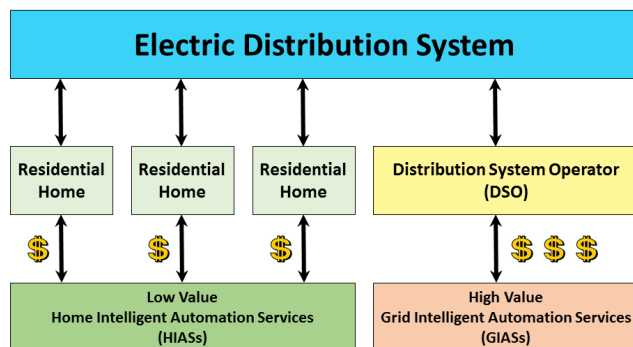 Electric Distribution System
Residential
Home
Residential
Home
Residential
Home
Distribution System Operator
(DSO)
$
$
$
$ $ $
Low Value
Home Intelligent Automation Services
(HIASs)
High Value
Grid Intelligent Automation Services
(GIASs)